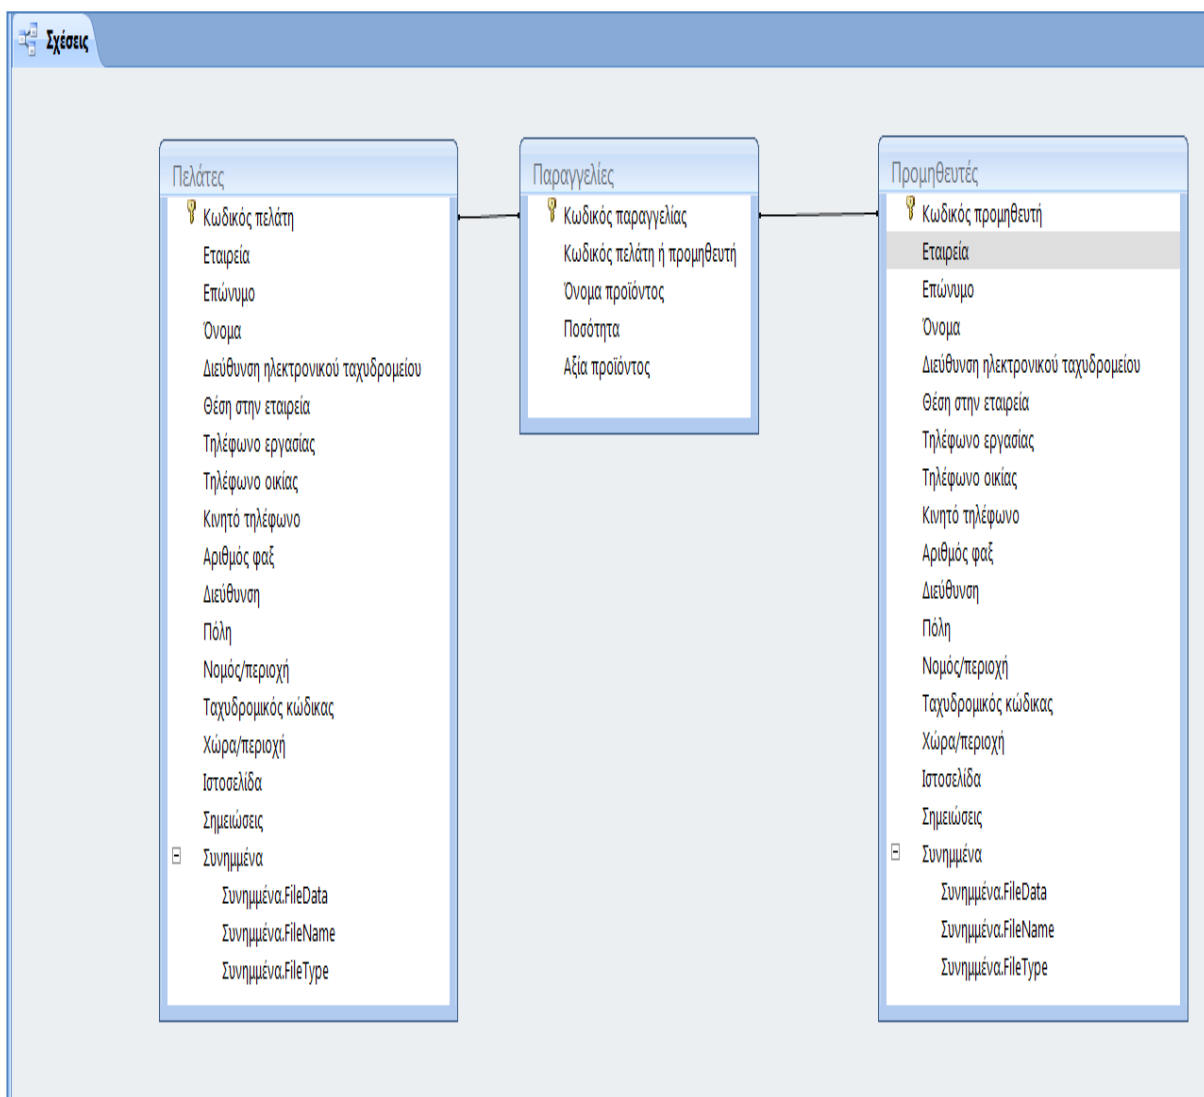 Σχέσεις
Πελάτες
Κωδικός πελάτη
Εταιρεία
Επώνυμο
Όνομα
Διεύθυνση ηλεκτρονικού ταχυδρομείου
Θέση στην εταιρεία
Τηλέφωνο εργασίας
Τηλέφωνο οικίας
Κινητό τηλέφωνο
Αριθμός φαξ
Διεύθυνση
Πόλη
Νομός/περιοχή
Ταχυδρομικός κώδικας
Χώρα/περιοχή
Ιστοσελίδα
Σημειώσεις
Συνημμένα
Συνημμένα.FileData
Συνημμένα.FileName
Συνημμένα.FileType
Παραγγελίες
Κωδικός παραγγελίας
Κωδικός πελάτη ή προμηθευτή
Όνομα προϊόντος
Ποσότητα
Αξία προϊόντος
Προμηθευτές
Κωδικός προμηθευτή
Εταιρεία
Επώνυμο
Όνομα
Διεύθυνση ηλεκτρονικού ταχυδρομείου
Θέση στην εταιρεία
Τηλέφωνο εργασίας
Τηλέφωνο οικίας
Κινητό τηλέφωνο
Αριθμός φαξ
Διεύθυνση
Πόλη
Νομός/περιοχή
Ταχυδρομικός κώδικας
Χώρα/περιοχή
Ιστοσελίδα
Σημειώσεις
Συνημμένα
Συνημμένα.FileData
Συνημμένα.FileName
Συνημμένα.FileType